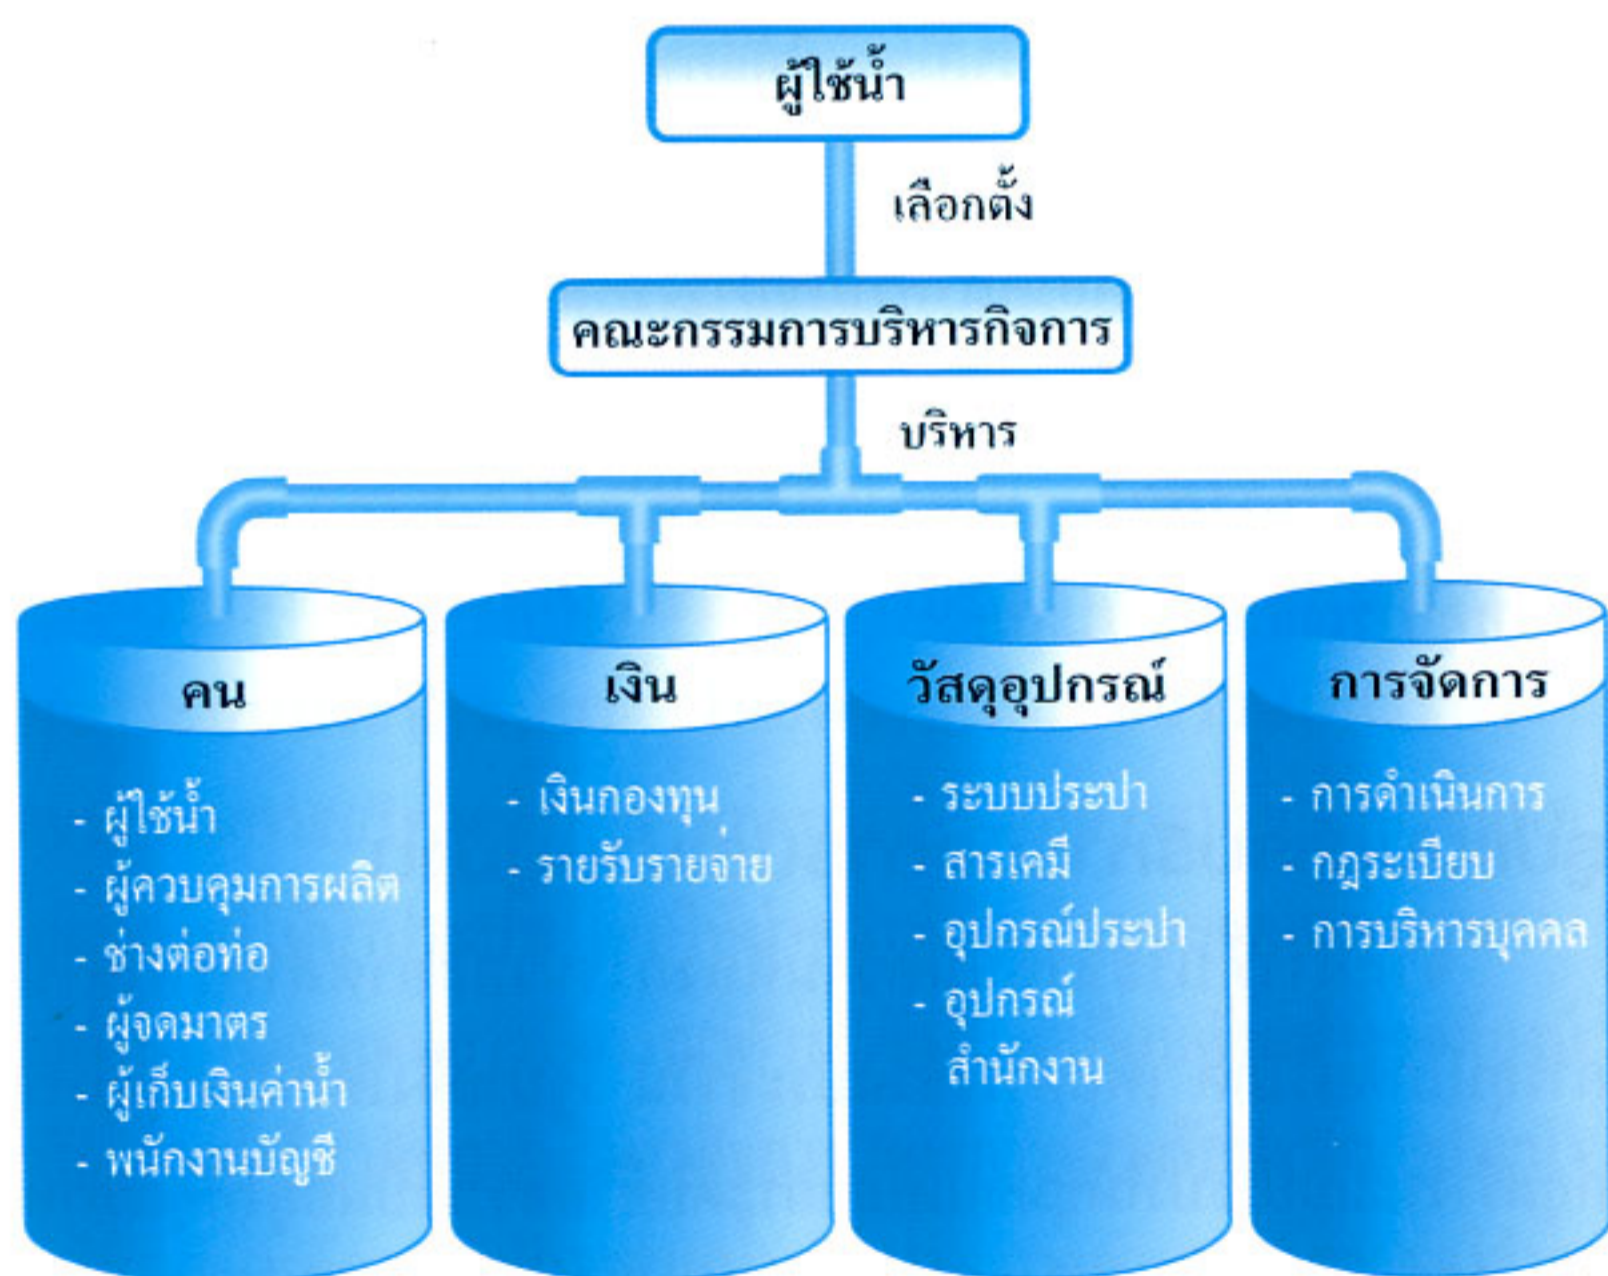 ผู้ใช้น้ำ
เลือกตั้ง
คณะกรรมการบริหารกิจการ
บริหาร
คน
- ผู้ใช้น้ำ
- ผู้ควบคุมการผลิต
- ช่างต่อท่อ
- ผู้จดมาตร
- ผู้เก็บเงินค่าน้ำ
- พนักงานบัญชี
เงิน
- เงินกองทุน
- รายรับรายจ่าย
วัสดุอุปกรณ์
- ระบบประปา
- สารเคมี
- อุปกรณ์ประปา
- อุปกรณ์
สำนักงาน
การจัดการ
- การดำเนินการ
- กฎระเบียบ
- การบริหารบุคคล